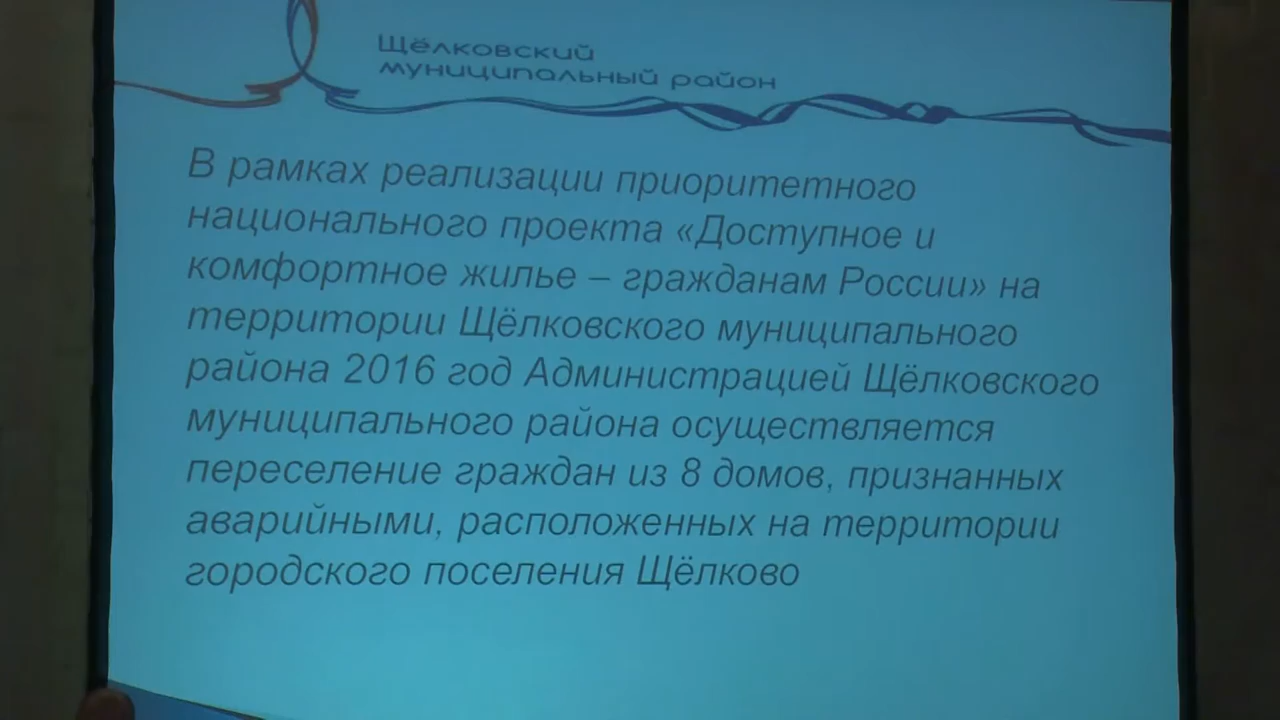 Щёлковский
муниципальный район
В рамках реализации приоритетного
национального проекта «Доступное и
комфортное жилье – гражданам России» на
территории Щёлковского муниципального
района 2016 год Администрацией Щёлковского
муниципального района осуществляется
переселение граждан из 8 домов, признанных
аварийными, расположенных на территории
городского поселения Щёлково